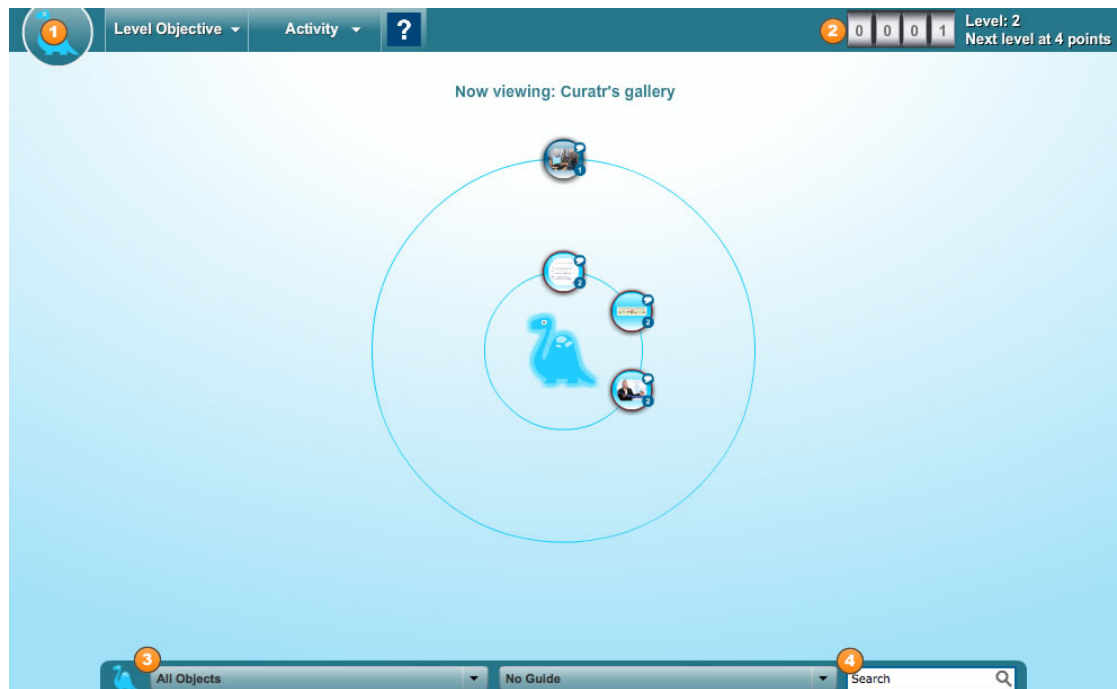 1
Level Objective
Activity
?
2
0 0 0 1
Level: 2
Next level at 4 points
Now viewing: Curatr's gallery
1
2
2
2
3
All Objects
No Guide
4
Search